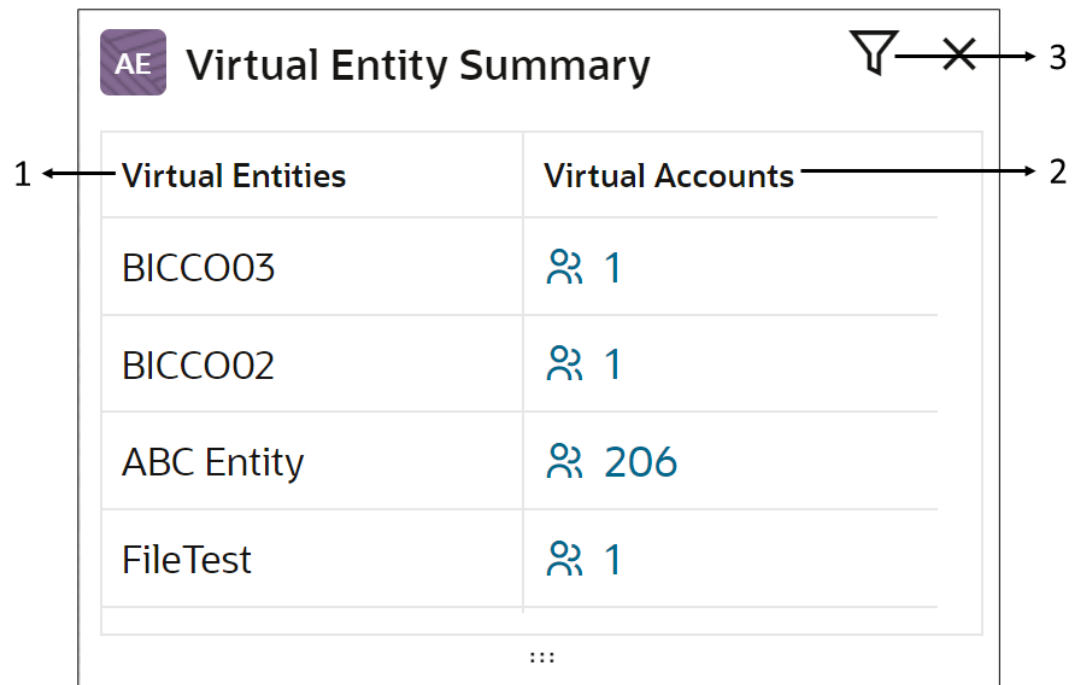 AE Virtual Entity Summary 3
1 Virtual Entities Virtual Accounts 2
BICCO03 1
BICCO02 1
ABC Entity 206
FileTest 1